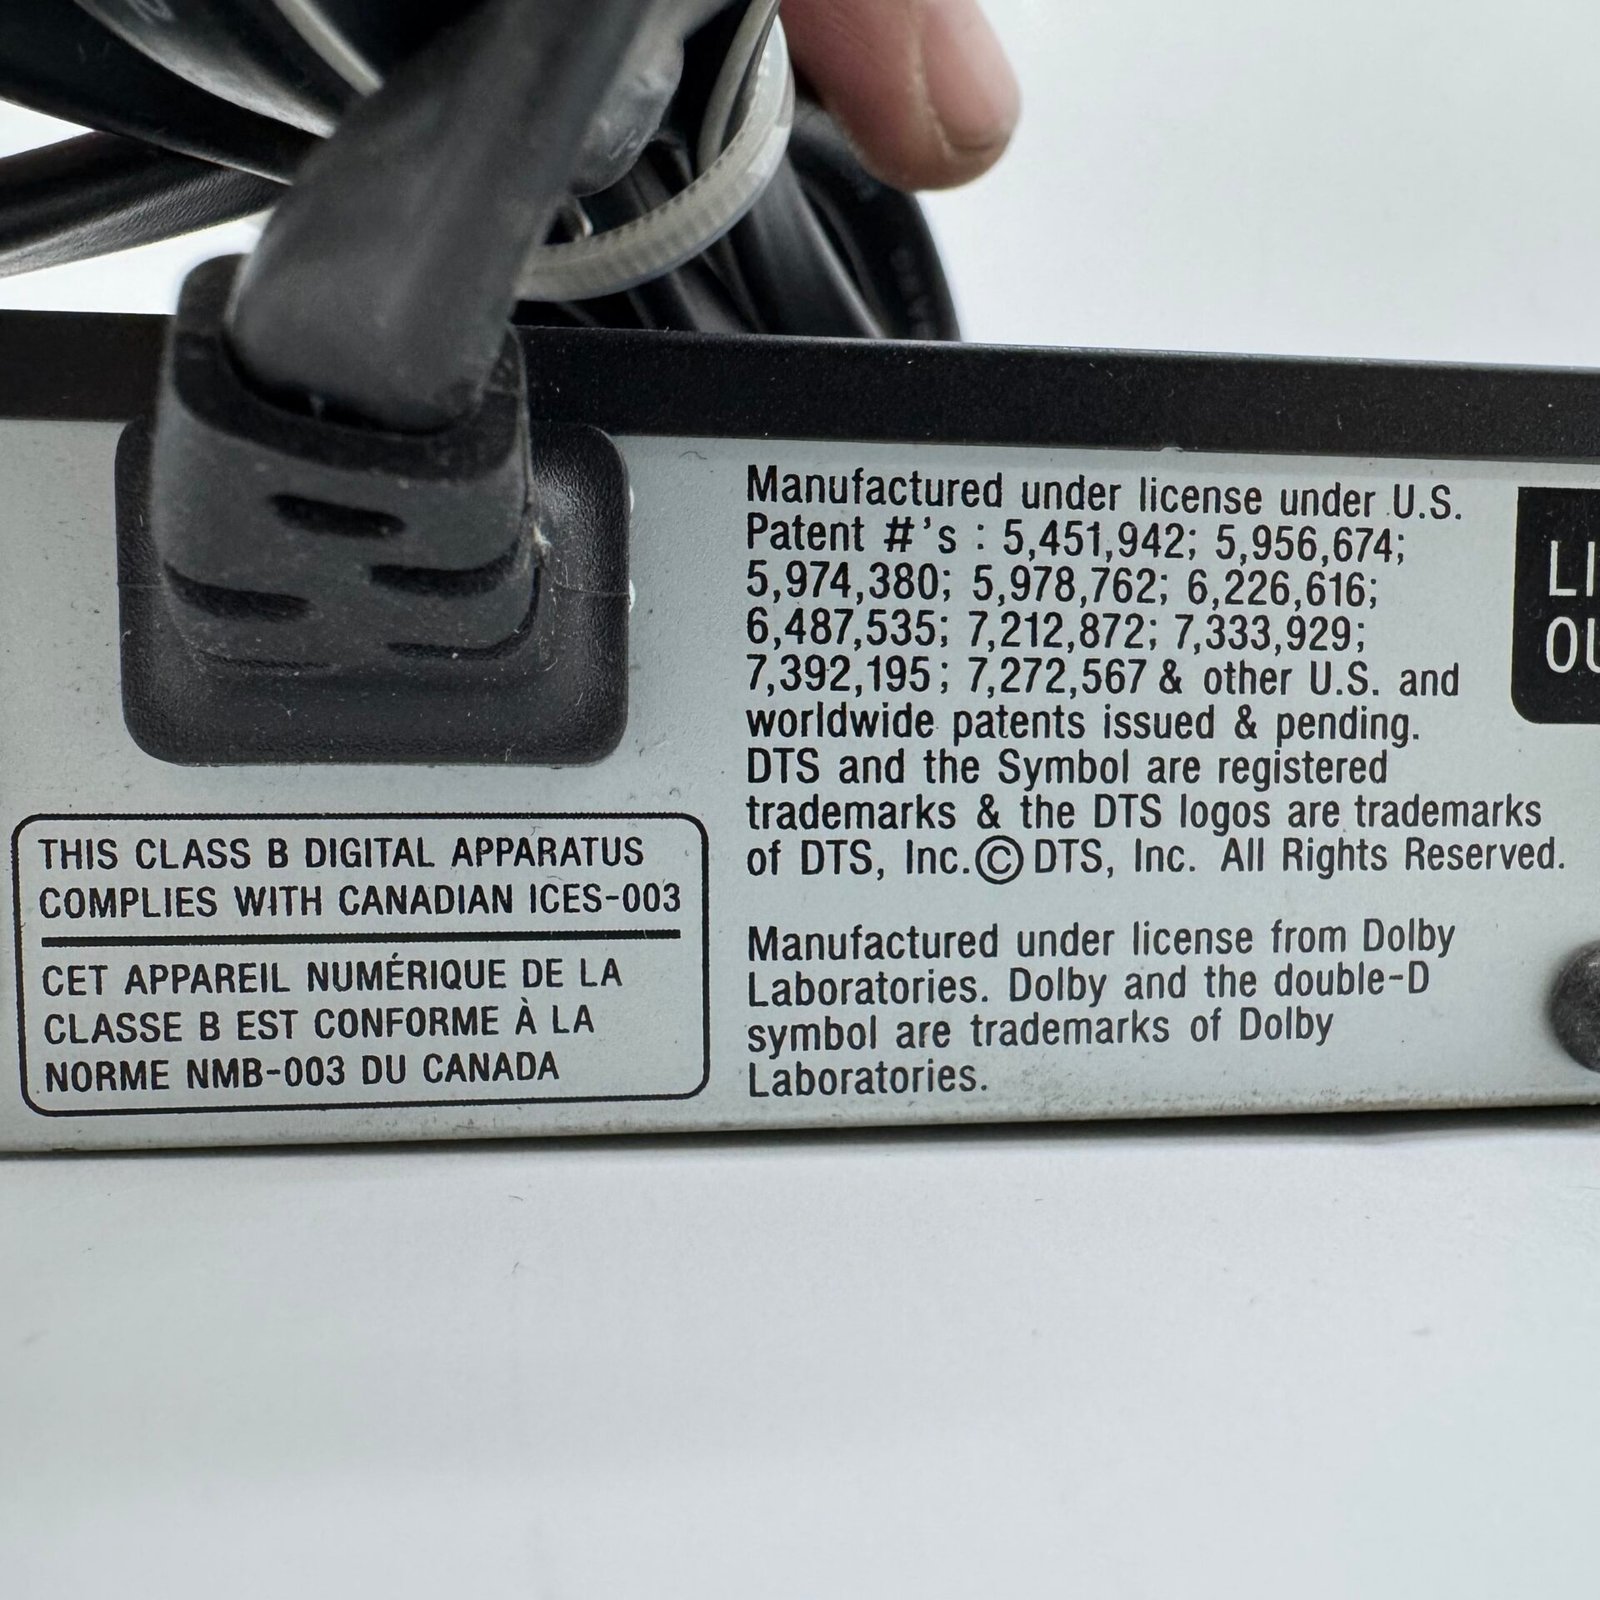 Manufactured under license under U.S.
Patent #'s : 5,451,942; 5,956,674;
5,974,380; 5,978,762; 6,226,616;
6,487,535; 7,212,872; 7,333,929;
7,392,195; 7,272,567 & other U.S. and
worldwide patents issued & pending.
DTS and the Symbol are registered
trademarks & the DTS logos are trademarks
of DTS, Inc.© DTS, Inc. All Rights Reserved.
Manufactured under license from Dolby
Laboratories. Dolby and the double-D
symbol are trademarks of Dolby
Laboratories.
THIS CLASS B DIGITAL APPARATUS
COMPLIES WITH CANADIAN ICES-003
CET APPAREIL NUMÉRIQUE DE LA
CLASSE B EST CONFORME À LA
NORME NMB-003 DU CANADA